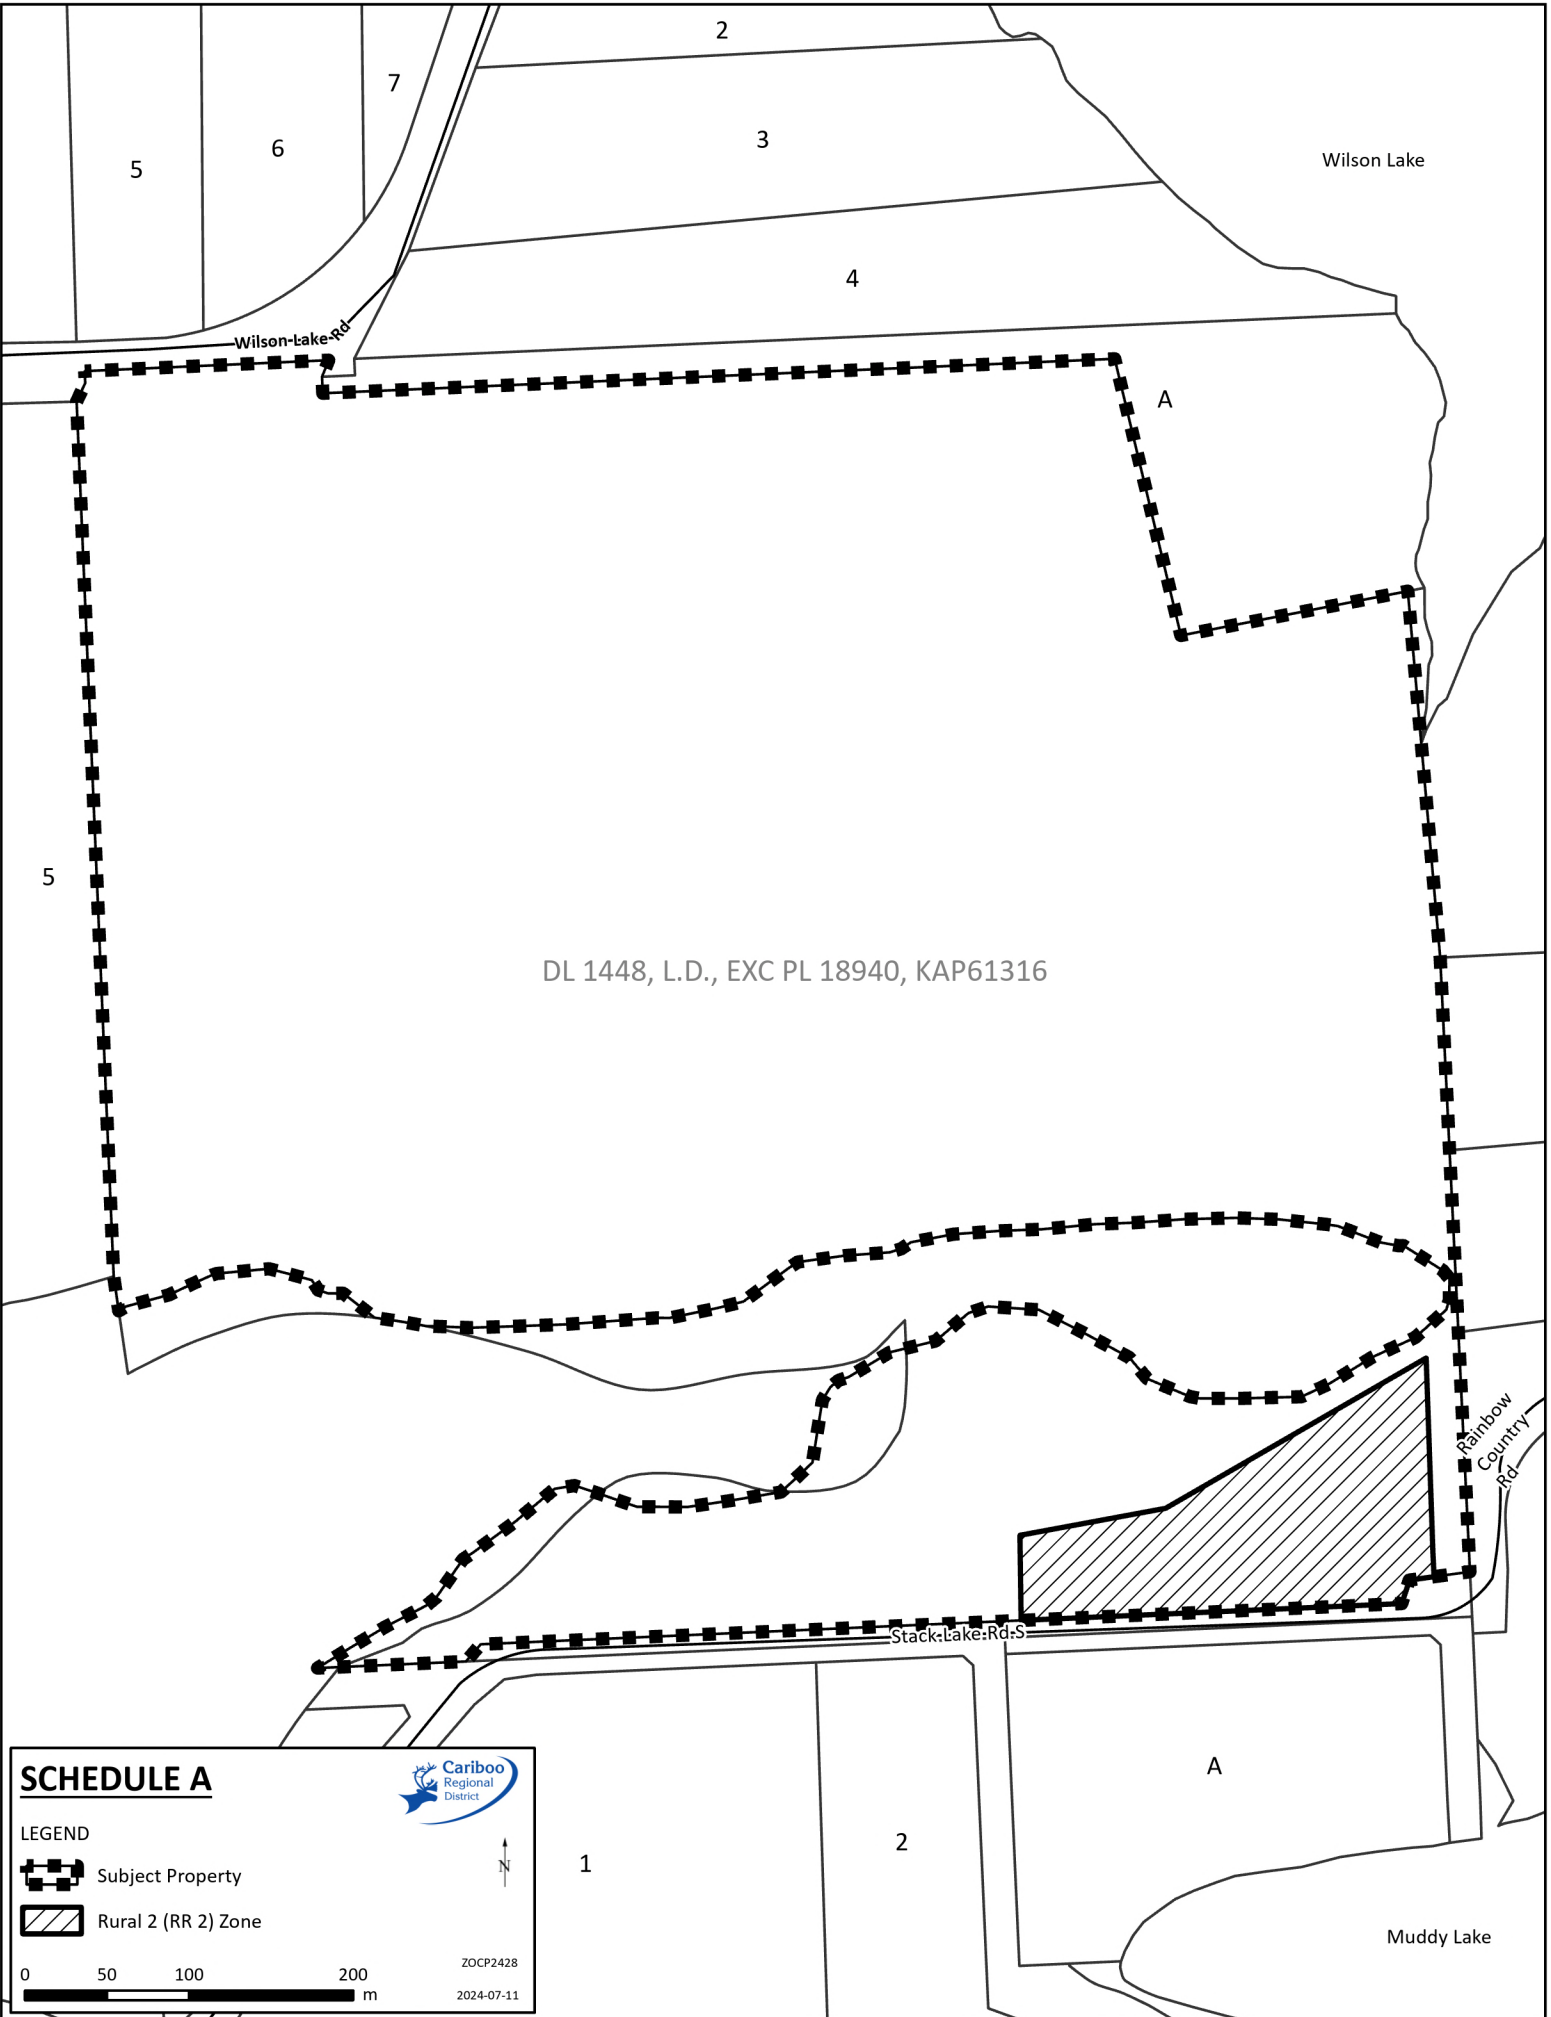 2
7
3
6
5
Wilson Lake
4
Wilson-Lake-Rd
A
5
DL 1448, L.D., EXC PL 18940, KAP61316
Rainbow
Country
Rd
Stack-Lake-Rd-S
A
2
1
Muddy Lake
SCHEDULE A
Cariboo
Regional
District
LEGEND
N
Subject Property
Rural 2 (RR 2) Zone
ZOCP2428
0 50 100 200
m
2024-07-11